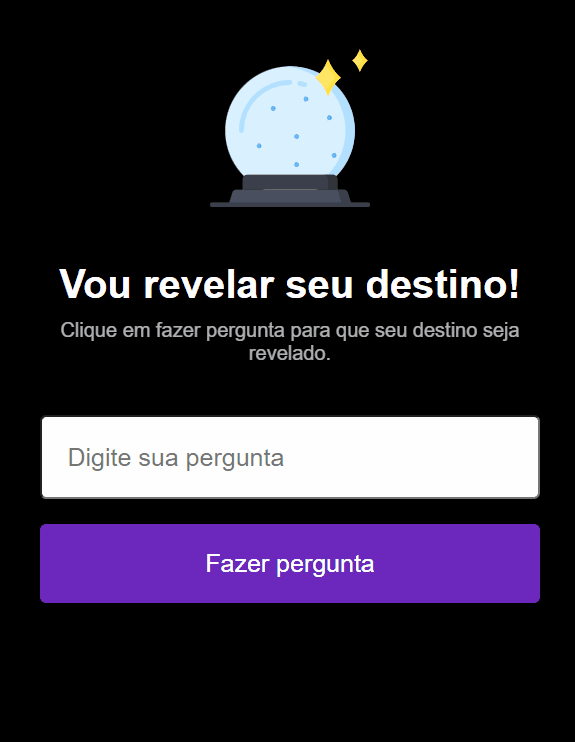 Vou revelar seu destino!
Clique em fazer pergunta para que seu destino seja
revelado.
Digite sua pergunta
Fazer pergunta